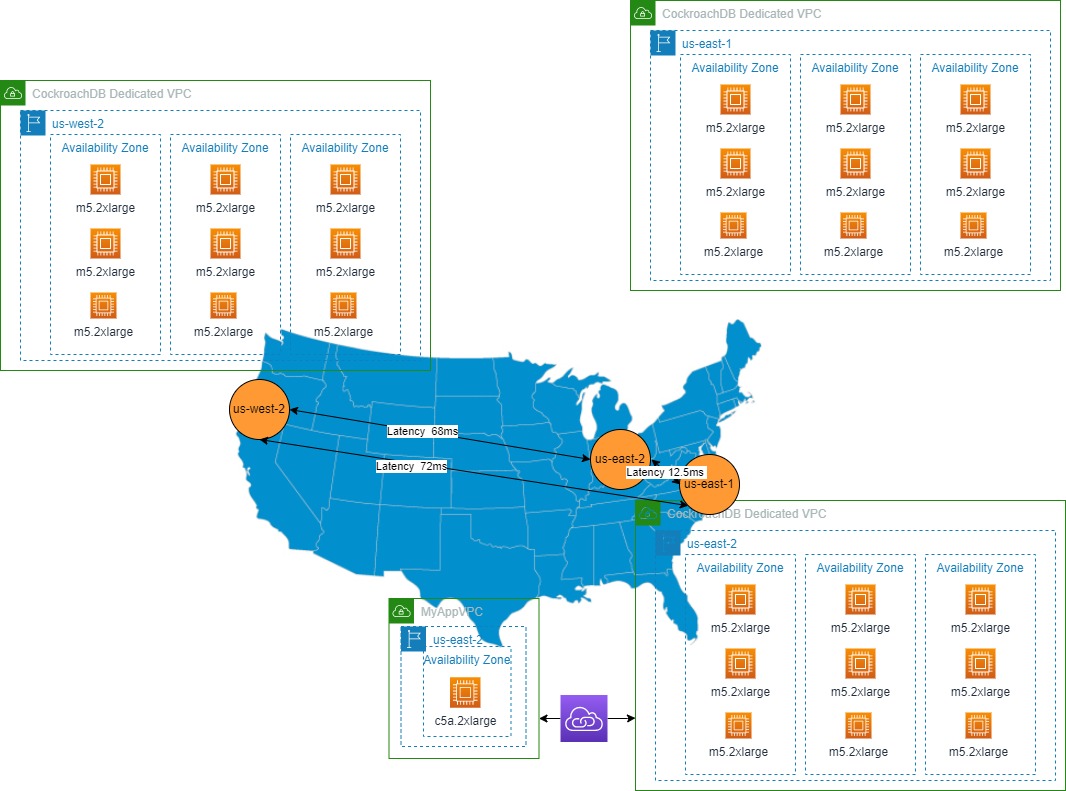 CockroachDB Dedicated VPC
us-east-1
Availability Zone Availability Zone Availability Zone
m5.2xlarge m5.2xlarge m5.2xlarge
m5.2xlarge m5.2xlarge m5.2xlarge
m5.2xlarge m5.2xlarge m5.2xlarge
CockroachDB Dedicated VPC
us-west-2
Availability Zone Availability Zone Availability Zone
m5.2xlarge m5.2xlarge m5.2xlarge
m5.2xlarge m5.2xlarge m5.2xlarge
m5.2xlarge m5.2xlarge m5.2xlarge
us-west-2
Latency 68ms
us-east-2
Latency 72ms
Latency 12.5ms
us-east-1
CockroachDB Dedicated VPC
us-east-2
Availability Zone Availability Zone Availability Zone
m5.2xlarge m5.2xlarge m5.2xlarge
m5.2xlarge m5.2xlarge m5.2xlarge
m5.2xlarge m5.2xlarge m5.2xlarge
MyAppVPC
us-east-2
Availability Zone
c5a.2xlarge